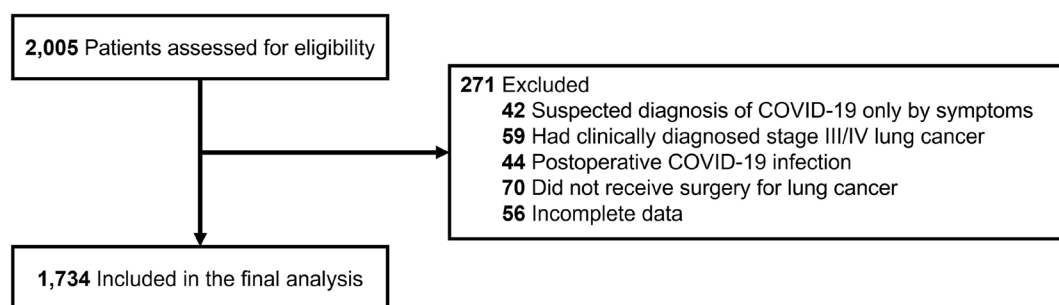 2,005 Patients assessed for eligibility
271 Excluded
42 Suspected diagnosis of COVID-19 only by symptoms
59 Had clinically diagnosed stage III/IV lung cancer
44 Postoperative COVID-19 infection
70 Did not receive surgery for lung cancer
56 Incomplete data
1,734 Included in the final analysis